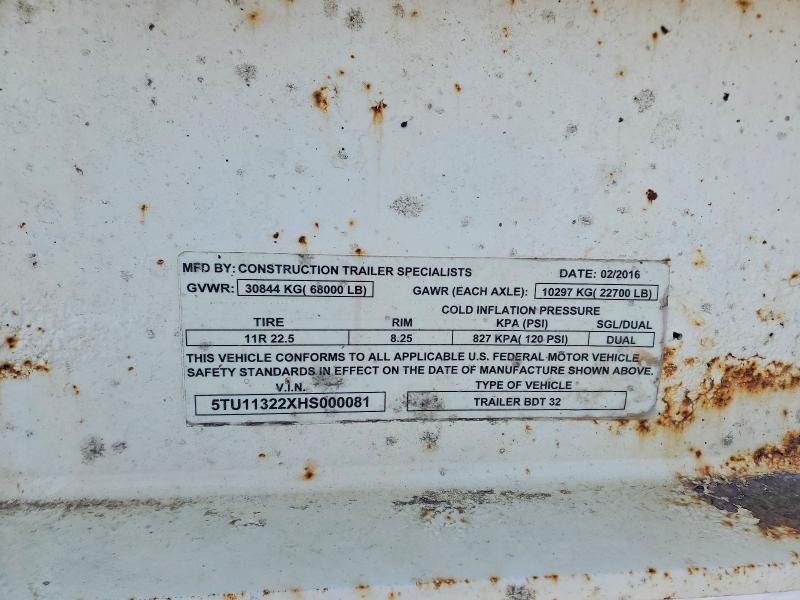 MFD BY: CONSTRUCTION TRAILER SPECIALISTS DATE: 02/2016
GVWR: 30844 KG( 68000 LB) GAWR (EACH AXLE): 10297 KG( 22700 LB)
COLD INFLATION PRESSURE
TIRE RIM KPA (PSI) SGL/DUAL
11R 22.5 8.25 827 KPA( 120 PSI) DUAL
THIS VEHICLE CONFORMS TO ALL APPLICABLE U.S. FEDERAL MOTOR VEHICLE
SAFETY STANDARDS IN EFFECT ON THE DATE OF MANUFACTURE SHOWN ABOVE.
V.I.N. TYPE OF VEHICLE
5TU11322XHS000081 TRAILER BDT 32